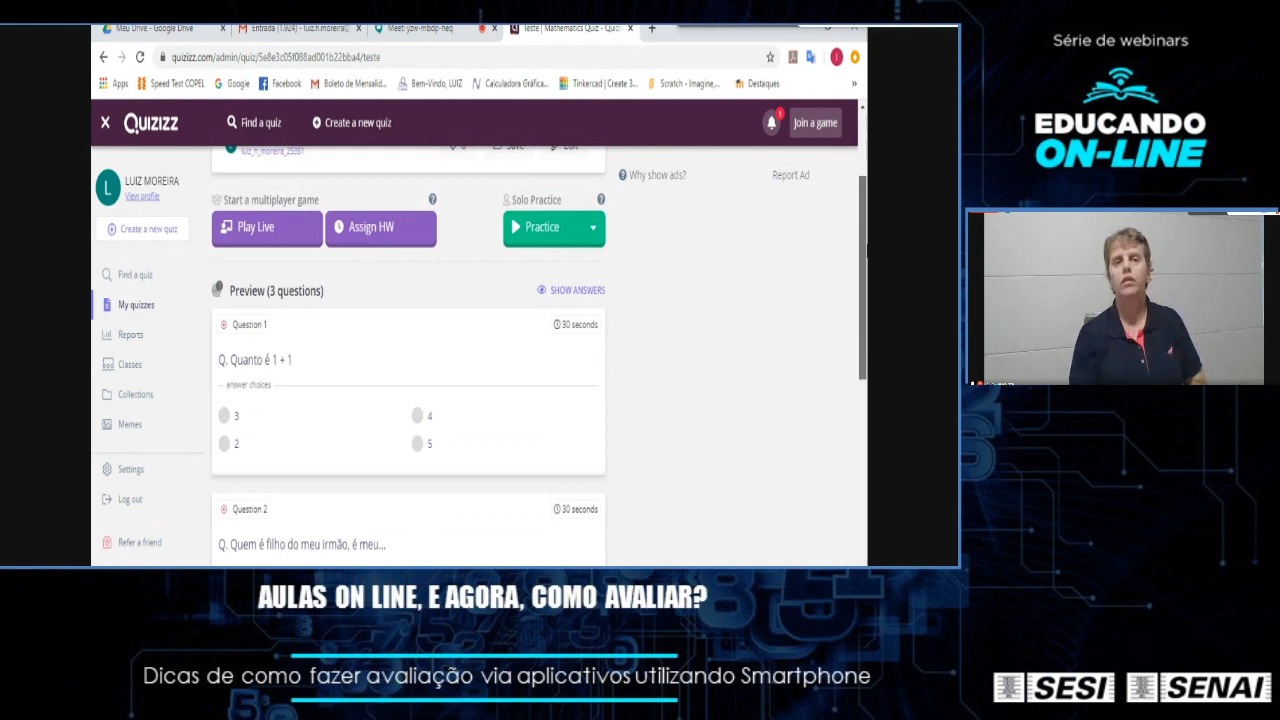 Meu Drive - Google Drive
Entrada (1.924) - luiz.h.moreira@
Meet: yzw-mbdp-heq
Teste | Mathematics Quiz - Quiz
quizizz.com/admin/quiz/5e8e3c05f088ad001b22bba4/teste
Apps
Speed Test COPEL
Google
Facebook
Boleto de Mensalid...
Bem-Vindo, LUIZ
Calculadora Gráfica...
Tinkercad | Create 3...
Scratch - Imagine,...
Destaques
»
Quizizz
Find a quiz
Create a new quiz
1
Join a game
luiz_h_moreira_25351
Save
Edit
Why show ads?
Report Ad
L
LUIZ MOREIRA
View profile
Create a new quiz
Find a quiz
My quizzes
Reports
Classes
Collections
Memes
Settings
Log out
Refer a friend
Start a multiplayer game
Solo Practice
Play Live
Assign HW
Practice
Preview (3 questions)
SHOW ANSWERS
Question 1
30 seconds
Q. Quanto é 1 + 1
answer choices
3
4
2
5
Question 2
30 seconds
Q. Quem é filho do meu irmão, é meu...
Série de webinars
EDUCANDO
ON-LINE
AULAS ON LINE, E AGORA, COMO AVALIAR?
Dicas de como fazer avaliação via aplicativos utilizando Smartphone
SESI
SENAI